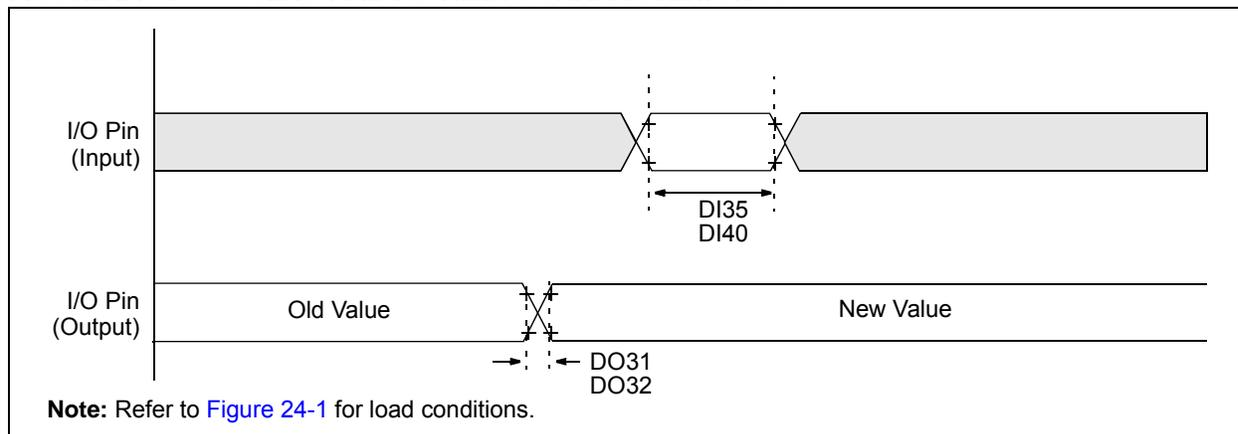 I/O Pin
(Input)
DI35
DI40
I/O Pin
(Output)
Old Value
New Value
DO31
DO32
Note: Refer to Figure 24-1 for load conditions.